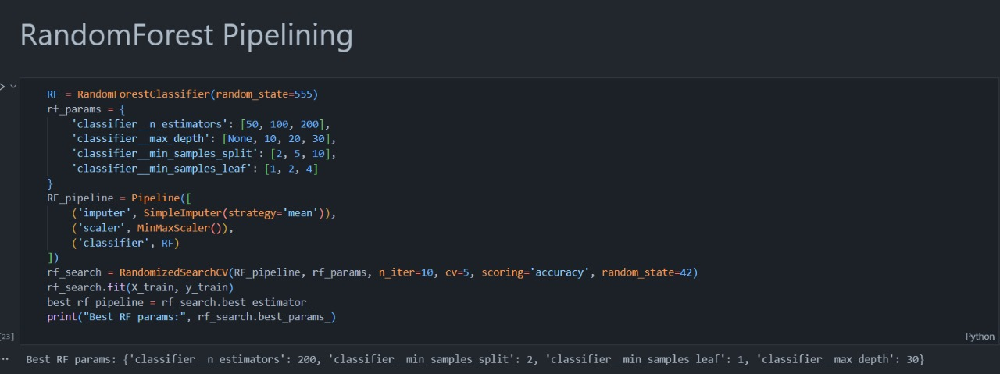 RandomForest Pipelining
RF = RandomForestClassifier(random_state=555)
rf_params = {
    'classifier__n_estimators': [50, 100, 200],
    'classifier__max_depth': [None, 10, 20, 30],
    'classifier__min_samples_split': [2, 5, 10],
    'classifier__min_samples_leaf': [1, 2, 4]
}
RF_pipeline = Pipeline([
    ('imputer', SimpleImputer(strategy='mean')),
    ('scaler', MinMaxScaler()),
    ('classifier', RF)
])
rf_search = RandomizedSearchCV(RF_pipeline, rf_params, n_iter=10, cv=5, scoring='accuracy', random_state=42)
rf_search.fit(X_train, y_train)
best_rf_pipeline = rf_search.best_estimator_
print("Best RF params:", rf_search.best_params_)
[23]
Python
Best RF params: {'classifier__n_estimators': 200, 'classifier__min_samples_split': 2, 'classifier__min_samples_leaf': 1, 'classifier__max_depth': 30}